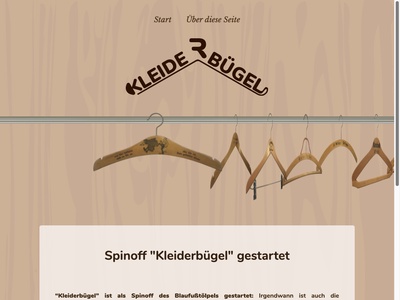 Start Über diese Seite
KLEIDERBÜGEL
Spinoff "Kleiderbügel" gestartet
"Kleiderbügel" ist als Spinoff des Blaufußtölpels gestartet: Irgendwann ist auch die